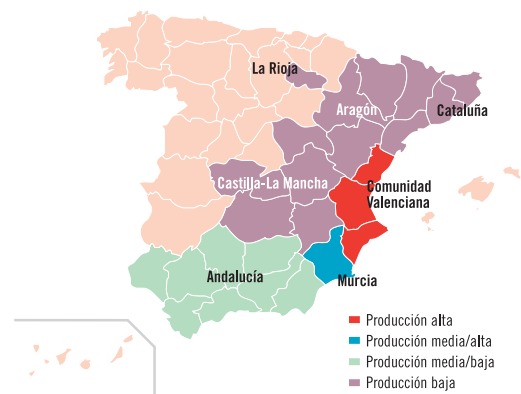 La Rioja
Aragón
Cataluña
Castilla-La Mancha
Comunidad
Valenciana
Andalucía
Murcia
Producción alta
Producción media/alta
Producción media/baja
Producción baja